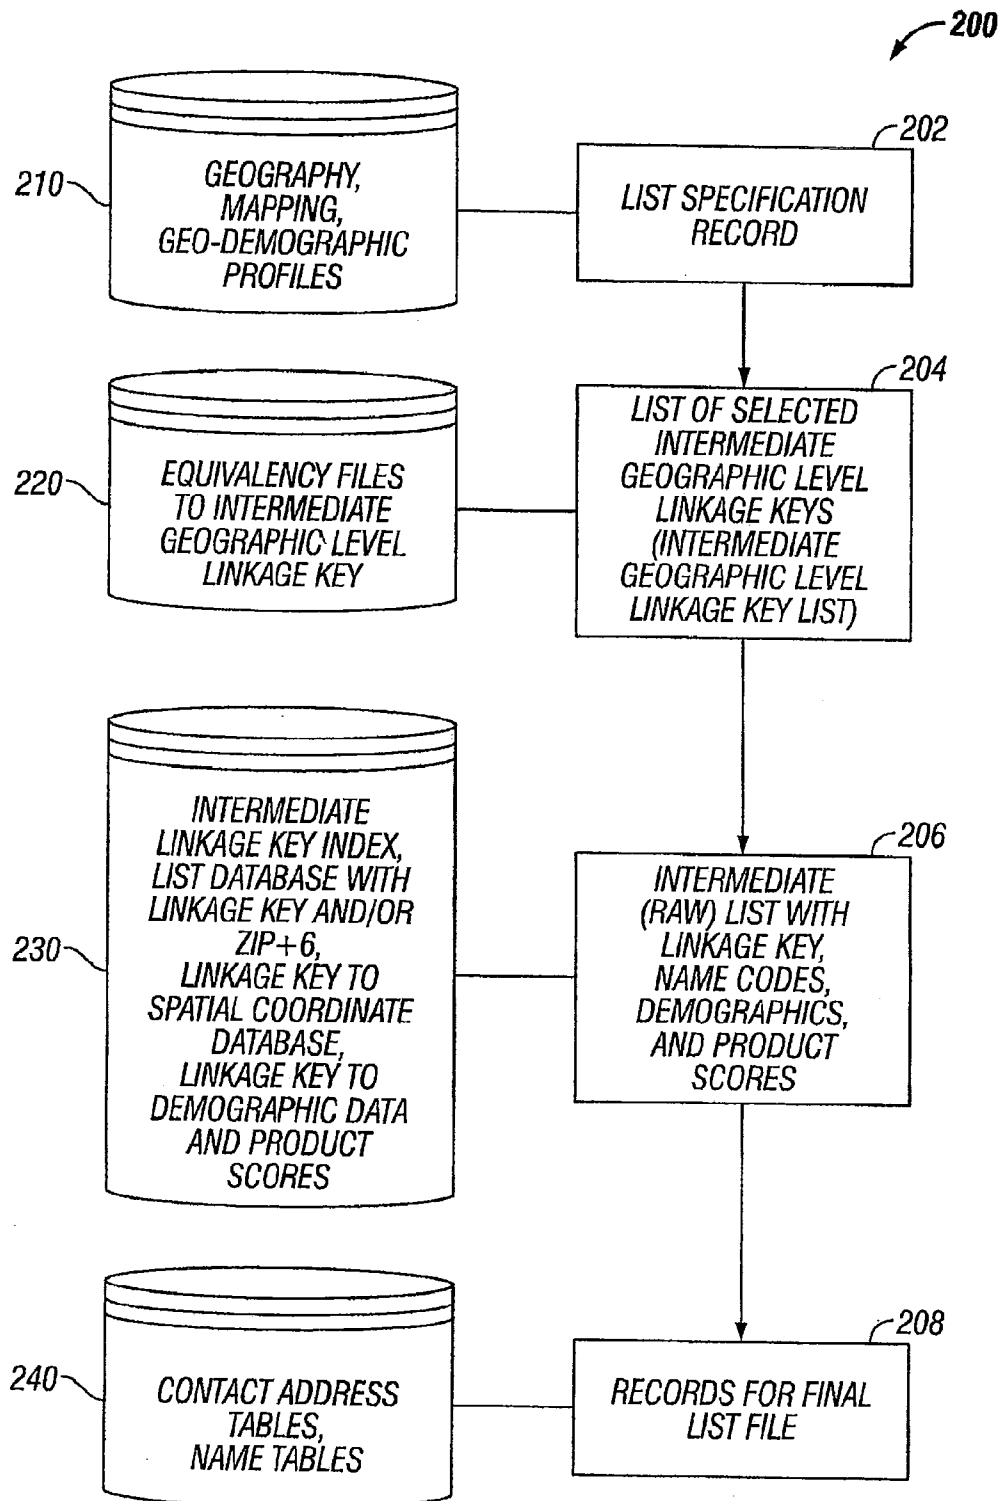 200
210
GEOGRAPHY,
MAPPING,
GEO-DEMOGRAPHIC
PROFILES
202
LIST SPECIFICATION
RECORD
220
EQUIVALENCY FILES
TO INTERMEDIATE
GEOGRAPHIC LEVEL
LINKAGE KEY
204
LIST OF SELECTED
INTERMEDIATE
GEOGRAPHIC LEVEL
LINKAGE KEYS
(INTERMEDIATE
GEOGRAPHIC LEVEL
LINKAGE KEY LIST)
230
INTERMEDIATE
LINKAGE KEY INDEX,
LIST DATABASE WITH
LINKAGE KEY AND/OR
ZIP+6,
LINKAGE KEY TO
SPATIAL COORDINATE
DATABASE,
LINKAGE KEY TO
DEMOGRAPHIC DATA
AND PRODUCT
SCORES
206
INTERMEDIATE
(RAW) LIST WITH
LINKAGE KEY,
NAME CODES,
DEMOGRAPHICS,
AND PRODUCT
SCORES
240
CONTACT ADDRESS
TABLES,
NAME TABLES
208
RECORDS FOR FINAL
LIST FILE